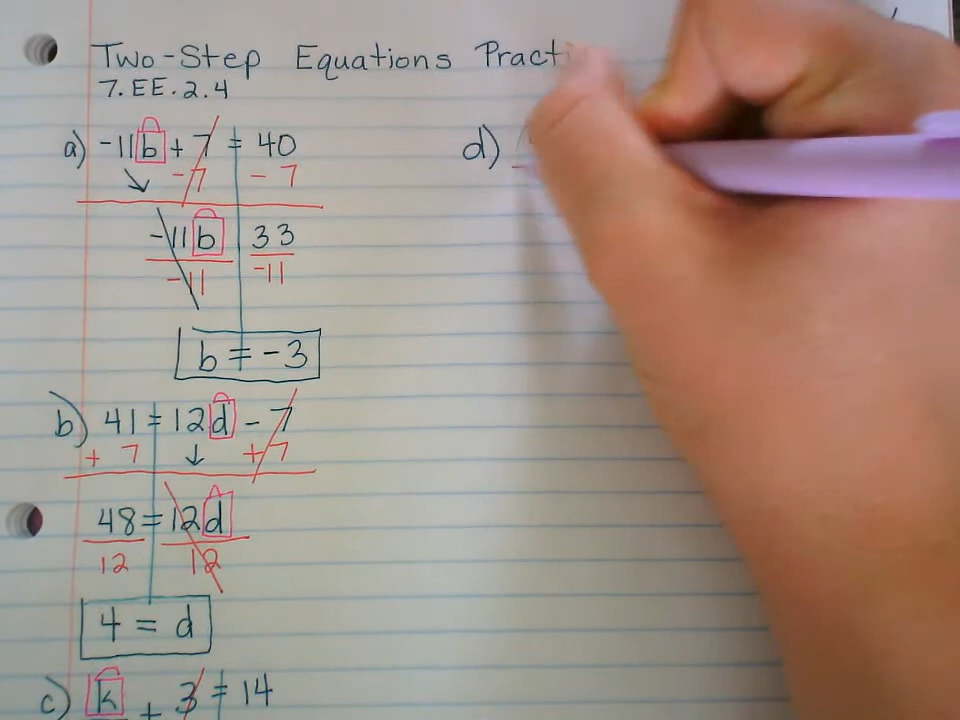 Two-Step Equations Practi
7.EE.2.4
a) -11b + 7 = 40
-7 - 7
-11b 33
-11 -11
b = -3
b) 41 = 12d - 7
+ 7 +7
48 = 12d
12 12
4 = d
c) k + 3 = 14
d)